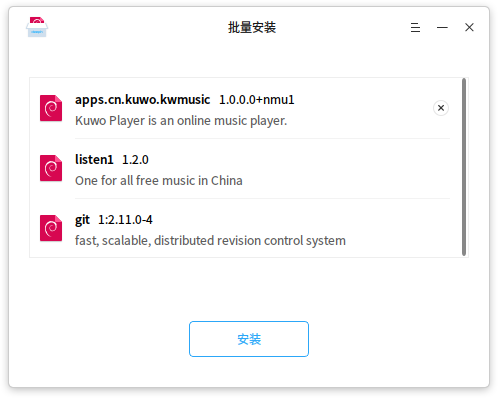 批量安装
apps.cn.kuwo.kwmusic 1.0.0.0+nmu1
Kuwo Player is an online music player.
listen1 1.2.0
One for all free music in China
git 1:2.11.0-4
fast, scalable, distributed revision control system
安装